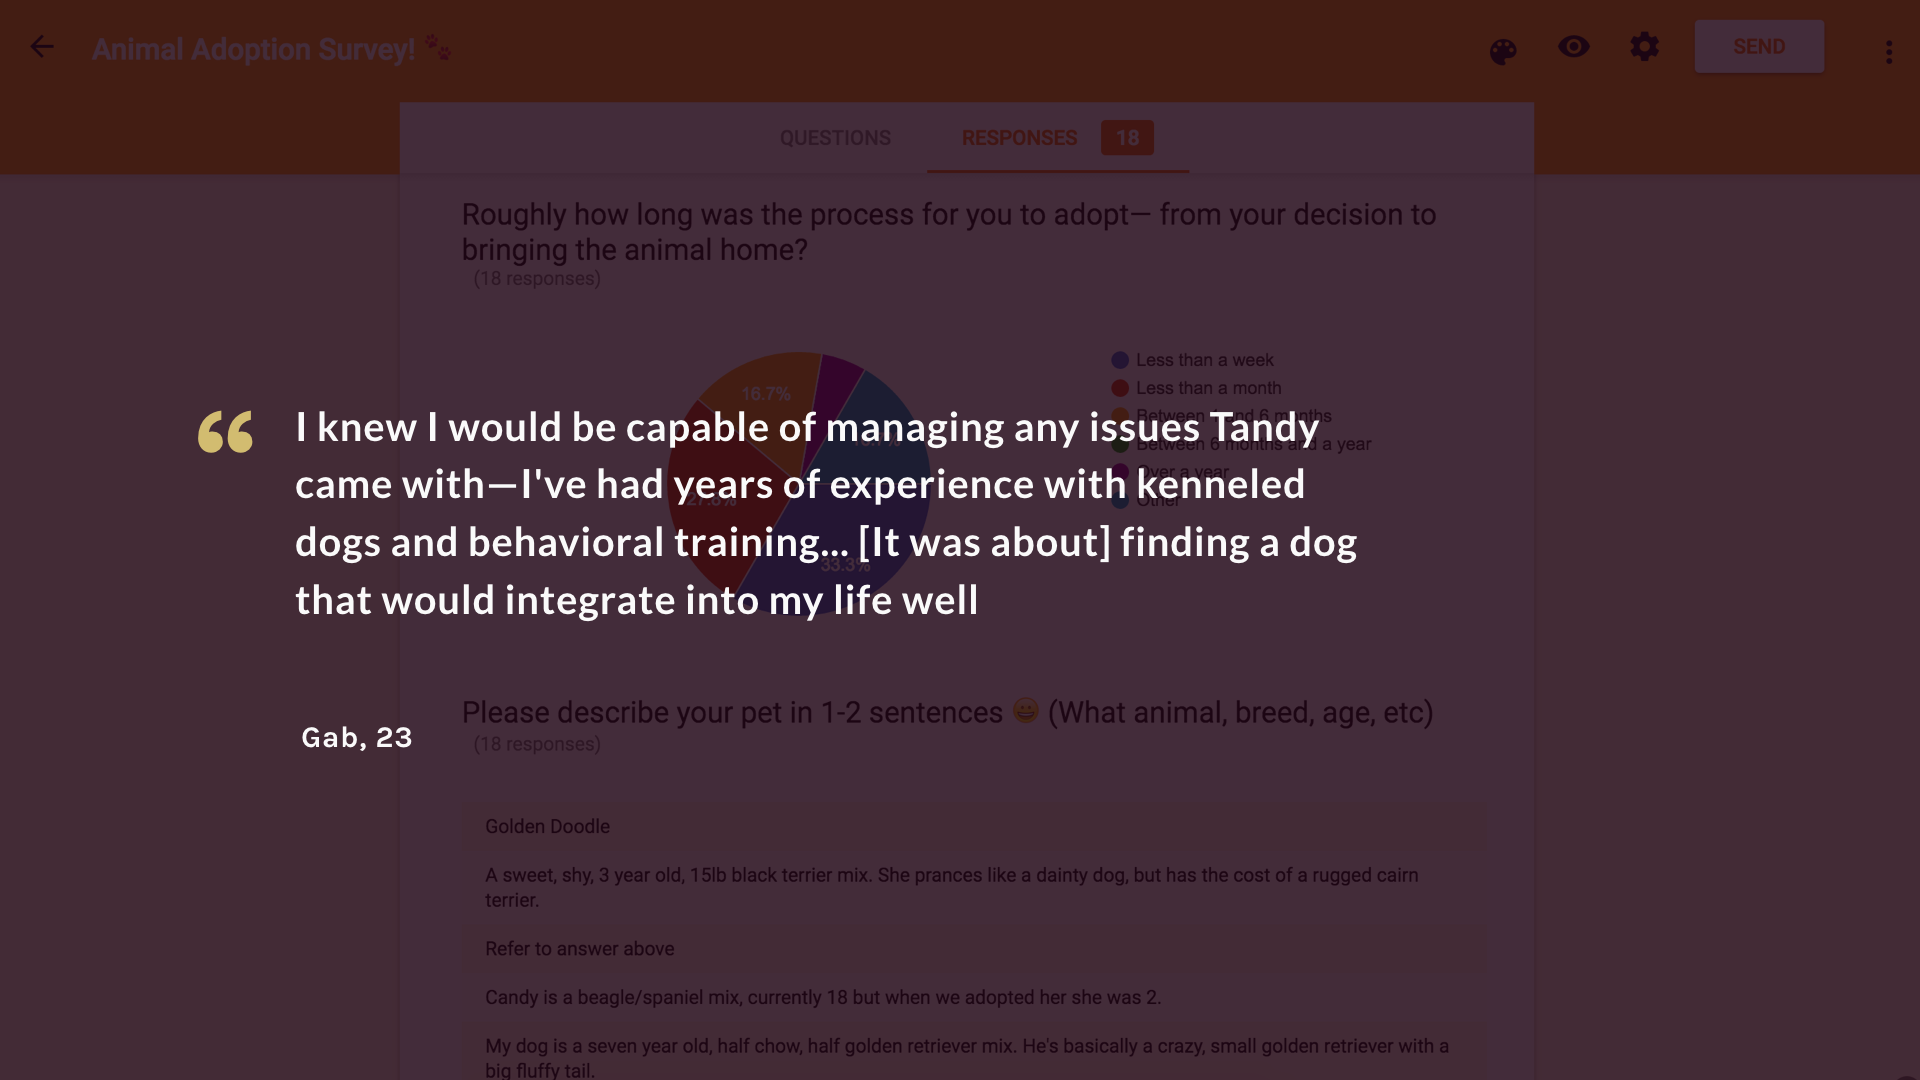 Animal Adoption Survey!
SEND
QUESTIONS
RESPONSES
18
Roughly how long was the process for you to adopt— from your decision to
bringing the animal home?
(18 responses)
16.7%
27.8%
33.3%
Less than a week
Less than a month
Between 1 and 6 months
Between 6 months and a year
Over a year
Other
“
I knew I would be capable of managing any issues Tandy
came with—I've had years of experience with kenneled
dogs and behavioral training... [It was about] finding a dog
that would integrate into my life well
Gab, 23
Please describe your pet in 1-2 sentences 😀 (What animal, breed, age, etc)
(18 responses)
Golden Doodle
A sweet, shy, 3 year old, 15lb black terrier mix. She prances like a dainty dog, but has the cost of a rugged cairn
terrier.
Refer to answer above
Candy is a beagle/spaniel mix, currently 18 but when we adopted her she was 2.
My dog is a seven year old, half chow, half golden retriever mix. He's basically a crazy, small golden retriever with a
big fluffy tail.